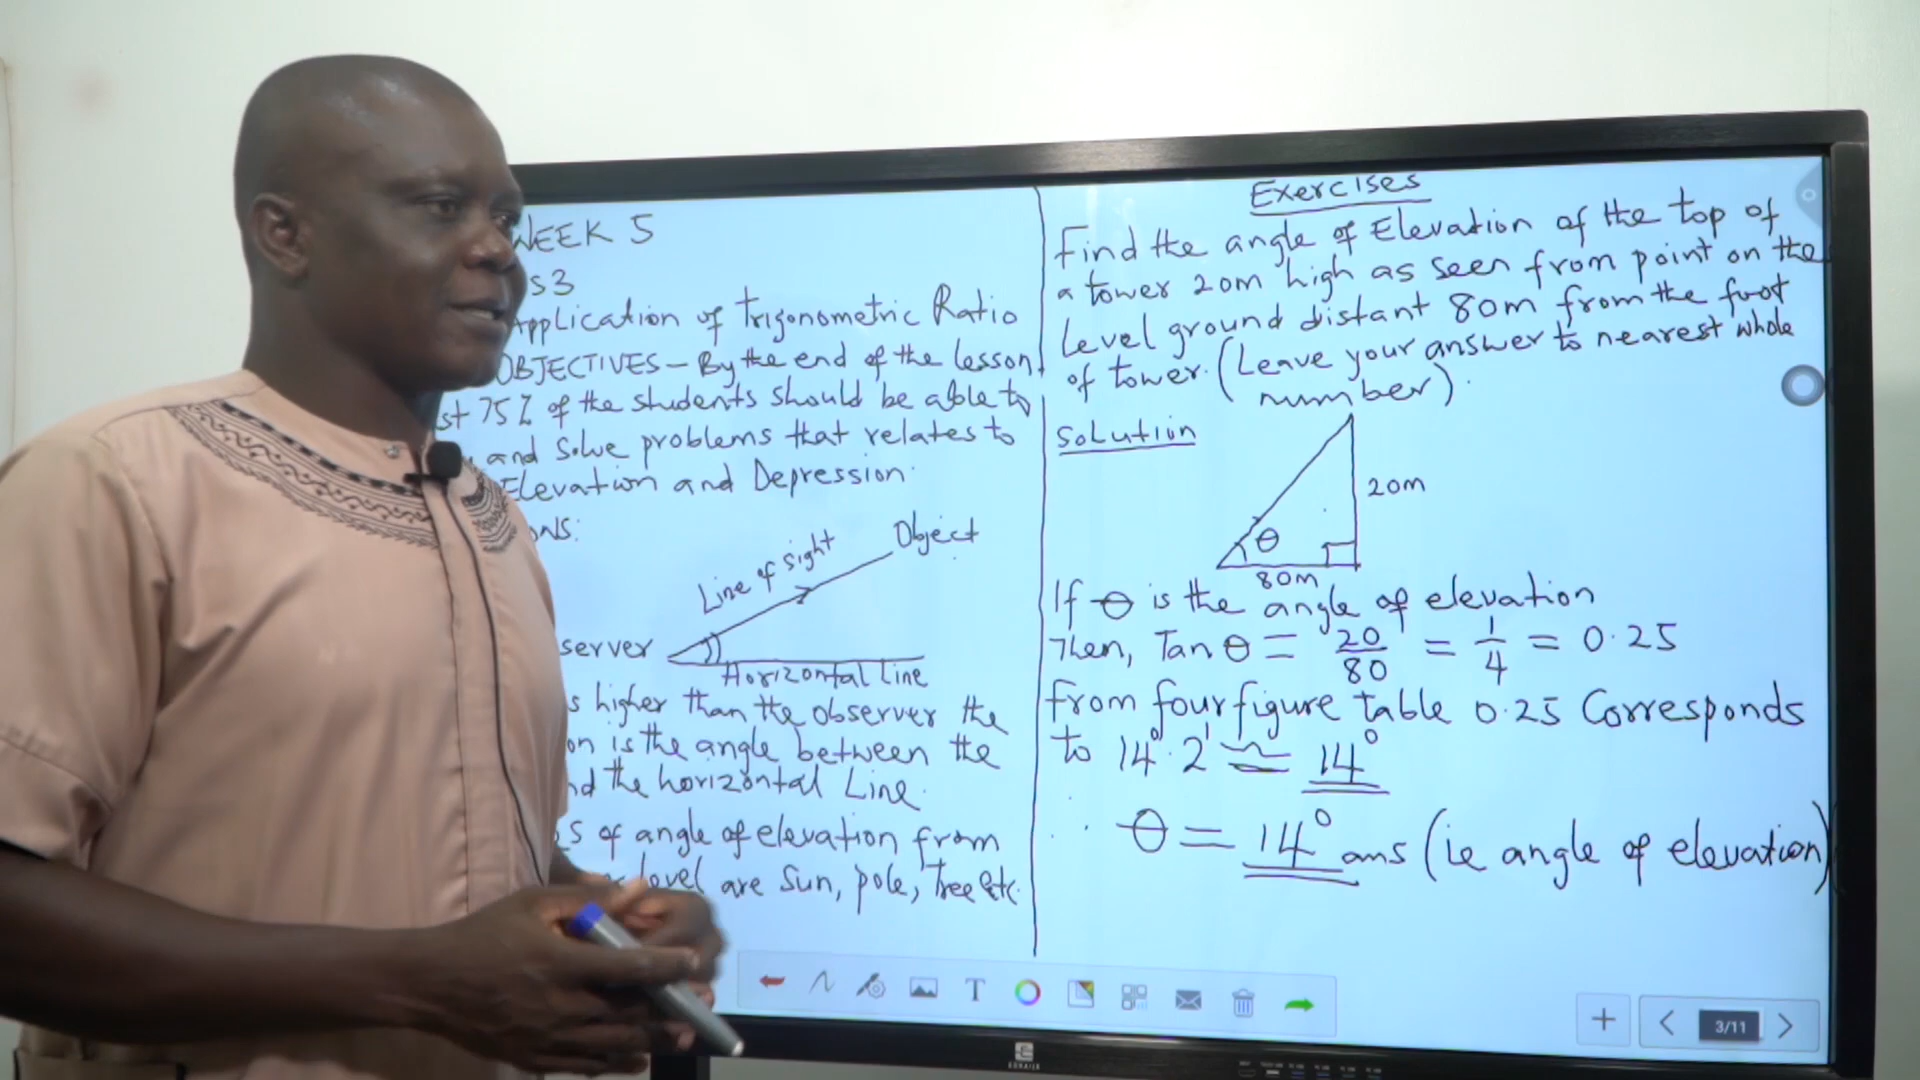 WEEK 5
S3
Application of Trigonometric Ratio
OBJECTIVES - By the end of the lesson
st 75% of the students should be able to
and solve problems that relates to
Elevation and Depression.
ONS:
Line of sight
Object
server
Horizontal Line
s higher than the observer the
on is the angle between the
nd the horizontal Line.
s of angle of elevation from
level are Sun, pole, Tree etc.
Exercises
Find the angle of Elevation of the top of
a tower 20m high as seen from point on the
Level ground distant 80m from the foot
of tower. (Leave your answer to nearest whole
number).
Solution
20m
θ
80m
If θ is the angle of elevation
Then, Tan θ = 20/80 = 1/4 = 0.25
From four figure table 0.25 Corresponds
to 14°.2' ≃ 14°
∴ θ = 14° ans (ie angle of elevation)
T
+
< 3/11 >